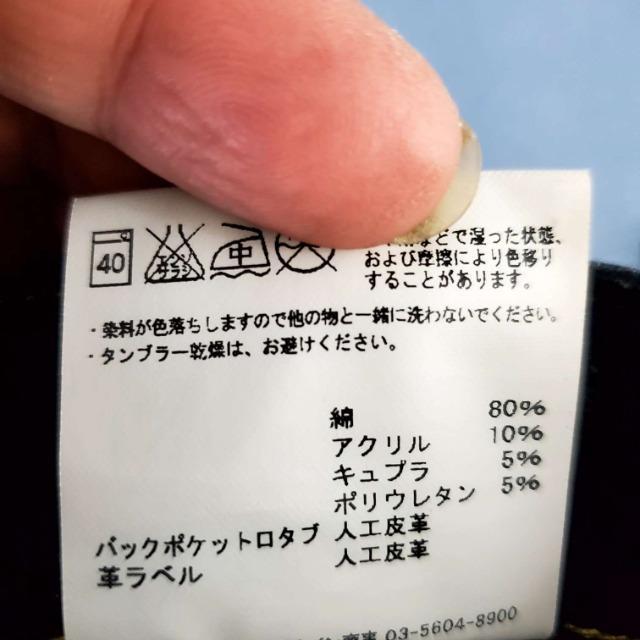 40
エンソ
サラシ
中
などで湿った状態、
および摩擦により色移り
することがあります。
・染料が色落ちしますので他の物と一緒に洗わないでください。
・タンブラー乾燥は、お避けください。
綿 80%
アクリル 10%
キュプラ 5%
ポリウレタン 5%
バックポケット口タブ 人工皮革
革ラベル 人工皮革
03-5604-8900